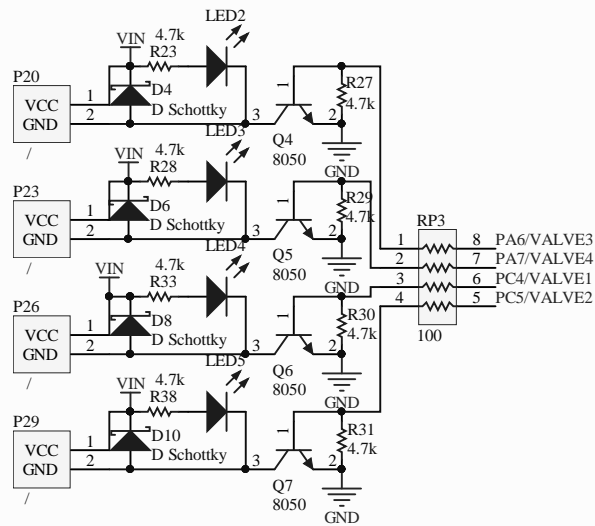 LED2
VIN 4.7k
R23
P20
VCC 1
GND 2
/
D4
D Schottky
3
1
2
Q4
8050
R27
4.7k
GND
LED3
VIN 4.7k
R28
P23
VCC 1
GND 2
/
D6
D Schottky
3
1
2
Q5
8050
R29
4.7k
GND
LED4
VIN 4.7k
R33
P26
VCC 1
GND 2
/
D8
D Schottky
3
1
2
Q6
8050
R30
4.7k
GND
LED5
VIN 4.7k
R38
P29
VCC 1
GND 2
/
D10
D Schottky
3
1
2
Q7
8050
R31
4.7k
GND
RP3
1 8 PA6/VALVE3
2 7 PA7/VALVE4
3 6 PC4/VALVE1
4 5 PC5/VALVE2
100